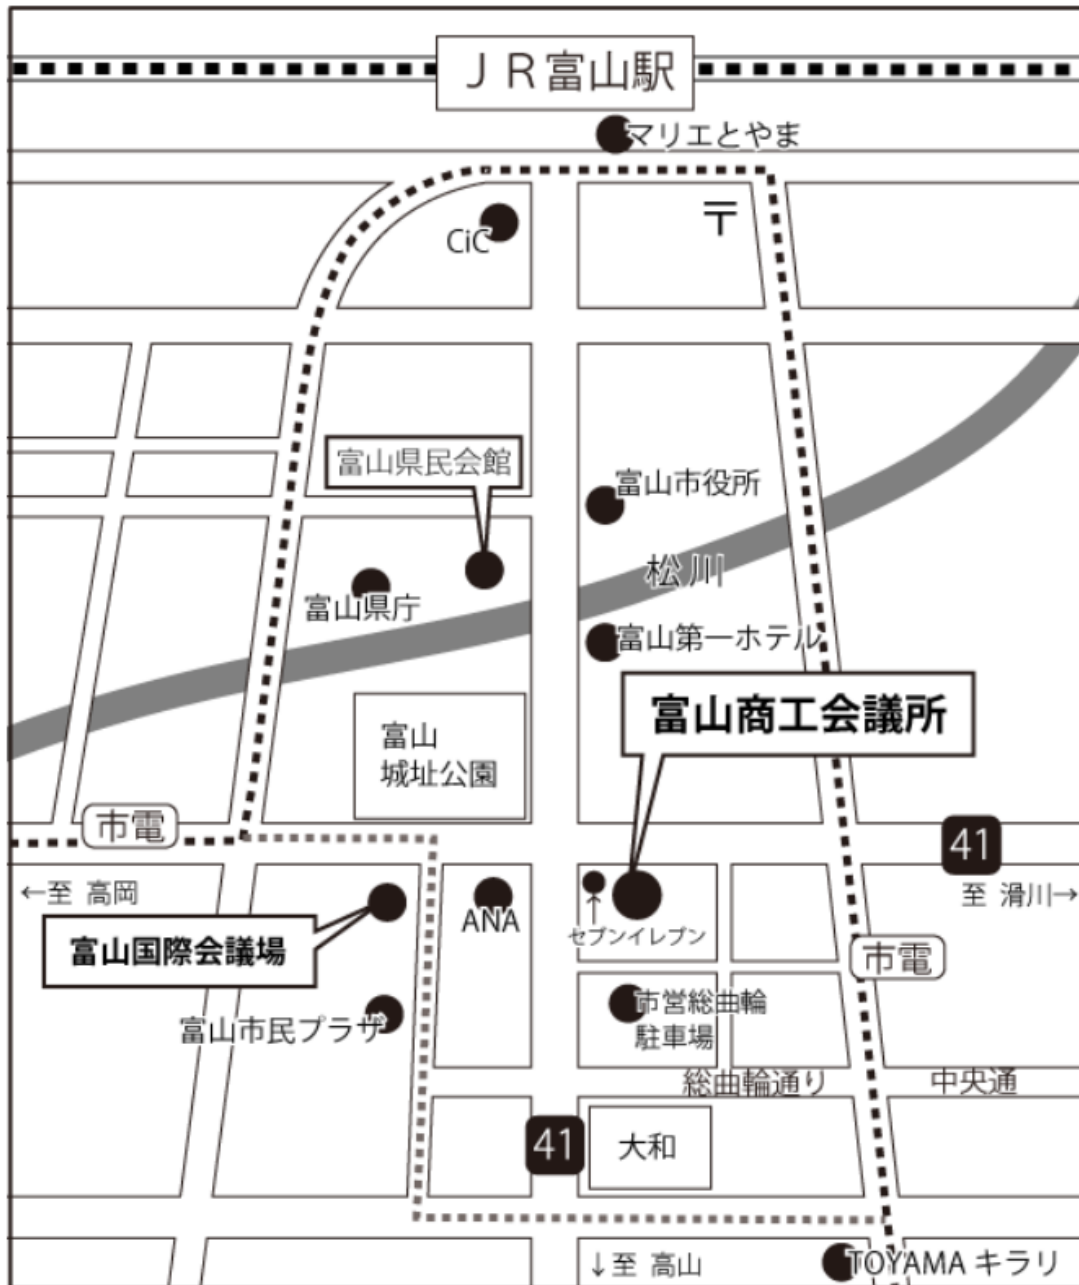 ＪＲ富山駅
マリエとやま
〒
CiC
富山県民会館
富山市役所
松川
富山県庁
富山第一ホテル
富山商工会議所
富山
城址公園
市電
41
←至 高岡
ANA
↑
セブンイレブン
至 滑川→
富山国際会議場
市電
富山市民プラザ
市営総曲輪
駐車場
総曲輪通り
中央通
41
大和
↓至 高山
TOYAMA キラリ